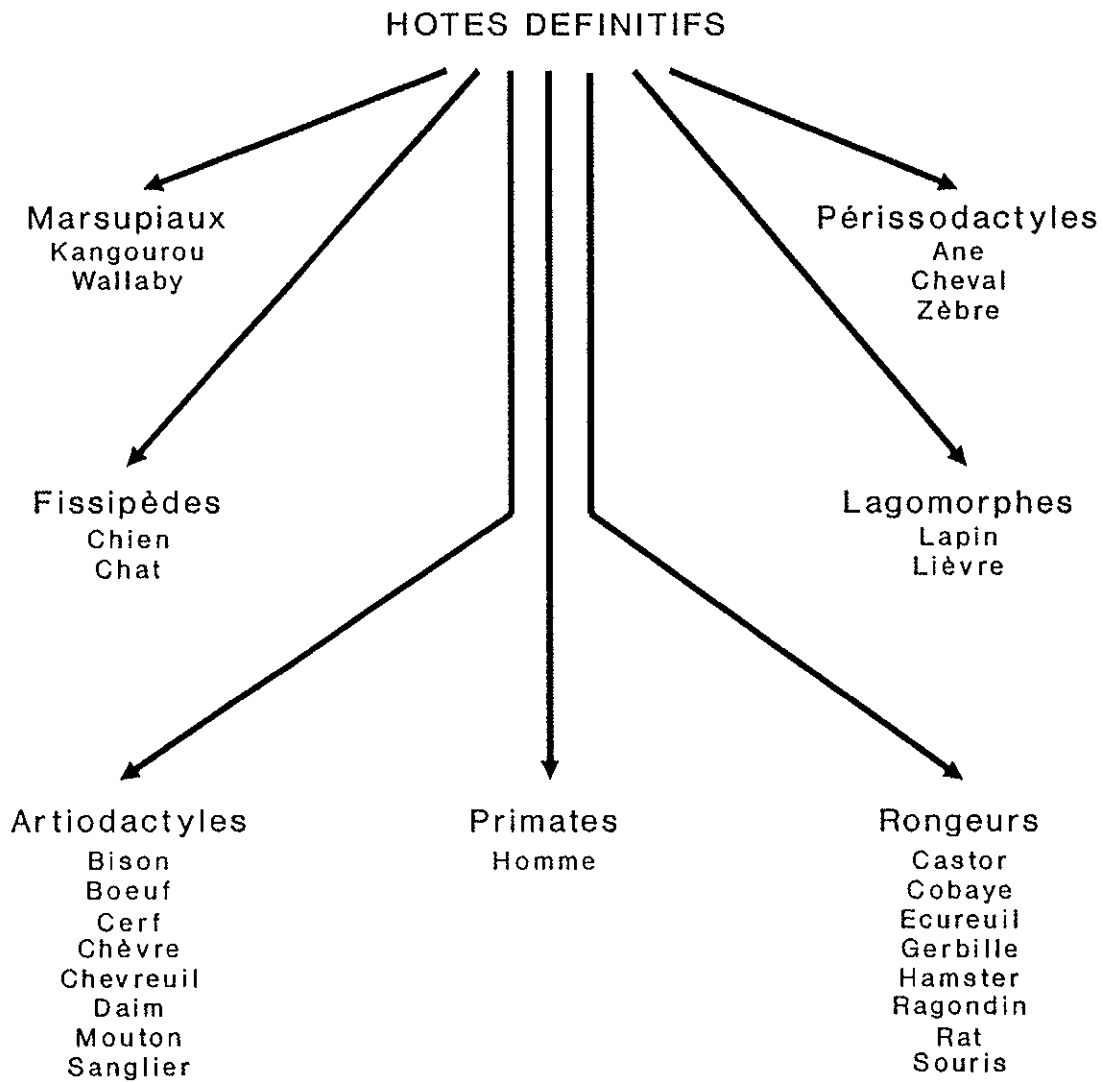 HOTES DEFINITIFS
Marsupiaux
Kangourou
Wallaby
Périssodactyles
Ane
Cheval
Zèbre
Fissipèdes
Chien
Chat
Lagomorphes
Lapin
Lièvre
Artiodactyles
Bison
Boeuf
Cerf
Chèvre
Chevreuil
Daim
Mouton
Sanglier
Primates
Homme
Rongeurs
Castor
Cobaye
Ecureuil
Gerbille
Hamster
Ragondin
Rat
Souris